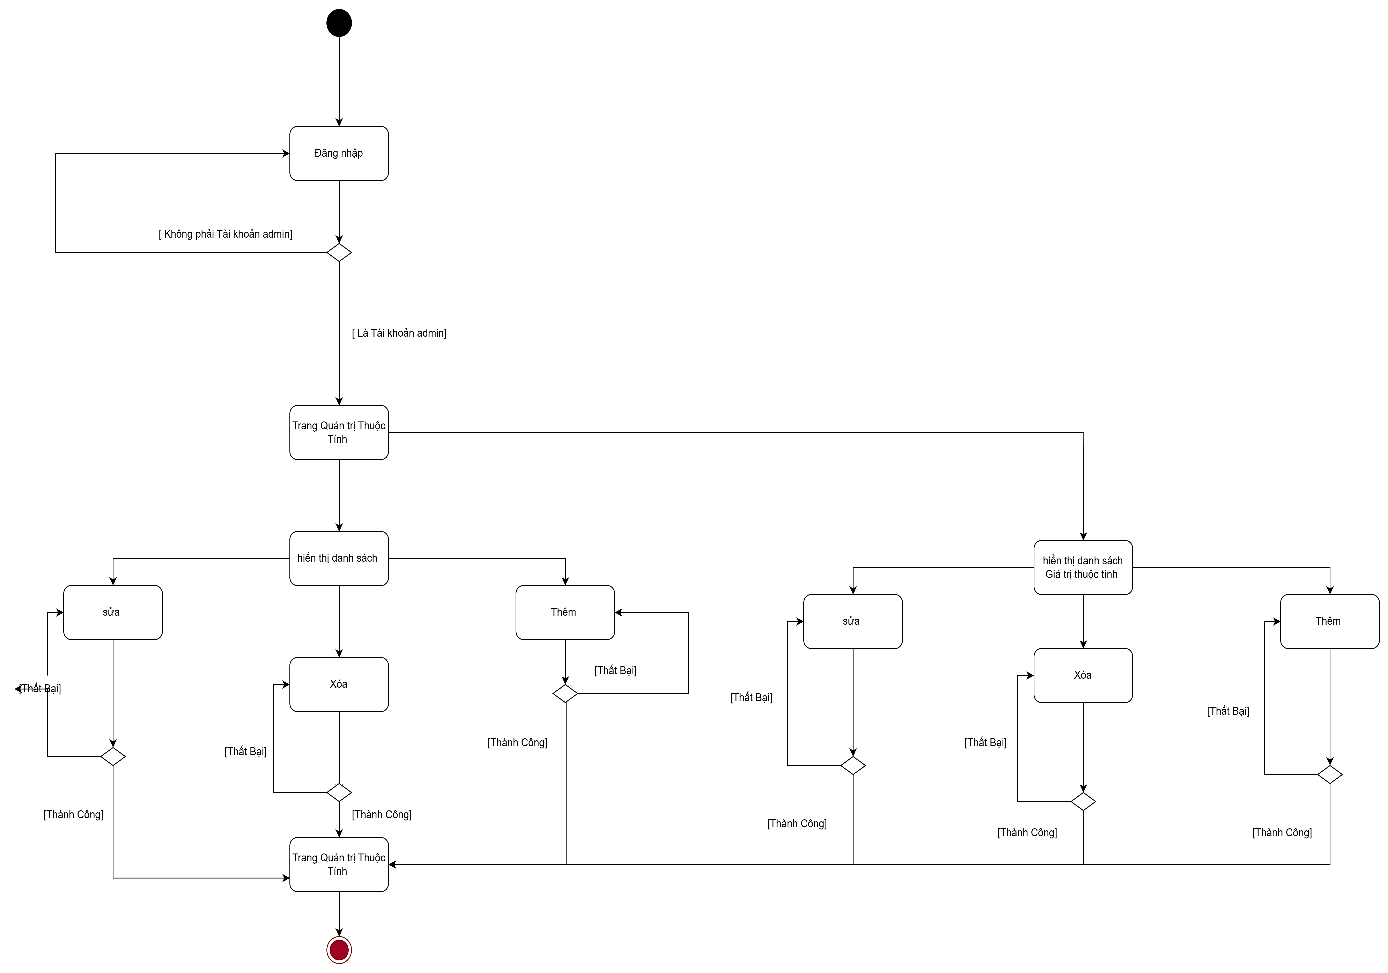 Đăng nhập
[ Không phải Tài khoản admin]
[ Là Tài khoản admin]
Trang Quản trị Thuộc
Tính
hiển thị danh sách
hiển thị danh sách
Giá trị thuộc tính
sửa
Thêm
sửa
Thêm
[Thất Bại]
Xóa
[Thất Bại]
[Thất Bại]
Xóa
[Thất Bại]
[Thất Bại]
[Thành Công]
[Thất Bại]
[Thành Công]
[Thành Công]
[Thành Công]
[Thành Công]
[Thành Công]
Trang Quản trị Thuộc
Tính